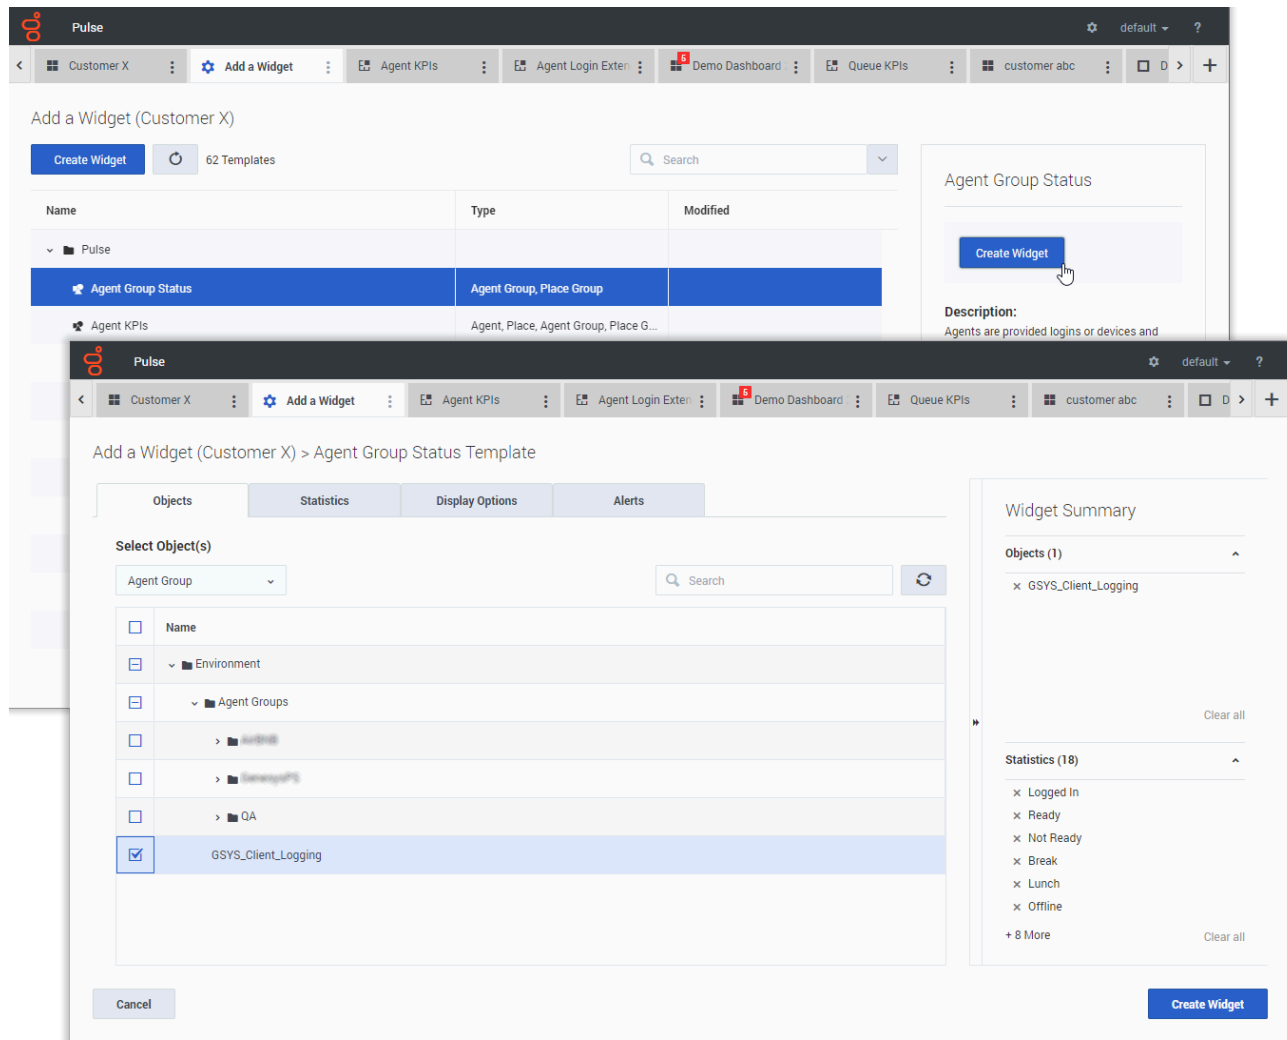 Pulse
default
?
Customer X
Add a Widget
Agent KPIs
Agent Login Exten
5
Demo Dashboard
Queue KPIs
customer abc
D
+
Add a Widget (Customer X)
Create Widget
62 Templates
Search
Name
Type
Modified
Pulse
Agent Group Status
Agent Group, Place Group
Agent KPIs
Agent, Place, Agent Group, Place G...
Agent Group Status
Create Widget
Description:
Agents are provided logins or devices and
Pulse
default
?
Customer X
Add a Widget
Agent KPIs
Agent Login Exten
5
Demo Dashboard
Queue KPIs
customer abc
D
+
Add a Widget (Customer X) > Agent Group Status Template
Objects
Statistics
Display Options
Alerts
Select Object(s)
Agent Group
Search
Name
Environment
Agent Groups
QA
GSYS_Client_Logging
Widget Summary
Objects (1)
GSYS_Client_Logging
Clear all
Statistics (18)
Logged In
Ready
Not Ready
Break
Lunch
Offline
+ 8 More
Clear all
Cancel
Create Widget